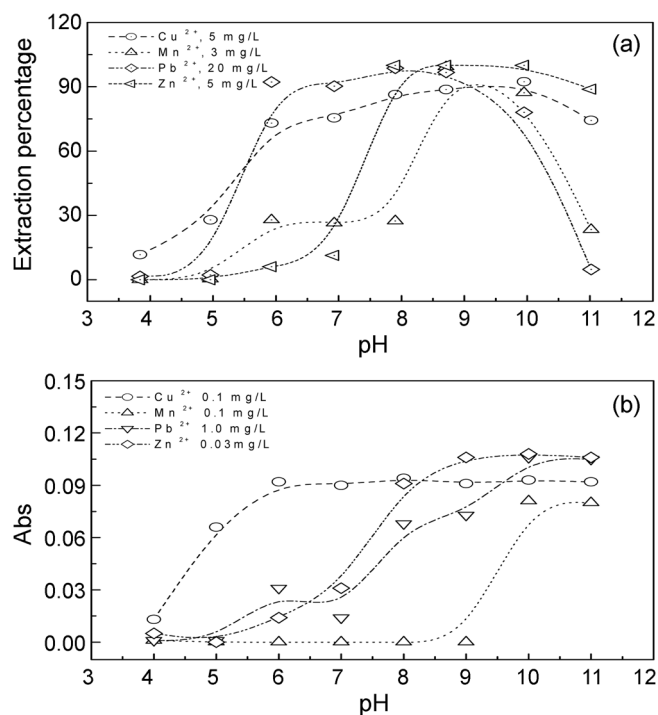 120
90
60
30
0
Extraction percentage
Cu 2+, 5 mg/L
Mn 2+, 3 mg/L
Pb 2+, 20 mg/L
Zn 2+, 5 mg/L
(a)
3 4 5 6 7 8 9 10 11 12
pH
0.15
0.12
0.09
0.06
0.03
0.00
Abs
Cu 2+ 0.1 mg/L
Mn 2+ 0.1 mg/L
Pb 2+ 1.0 mg/L
Zn 2+ 0.03mg/L
(b)
3 4 5 6 7 8 9 10 11 12
pH